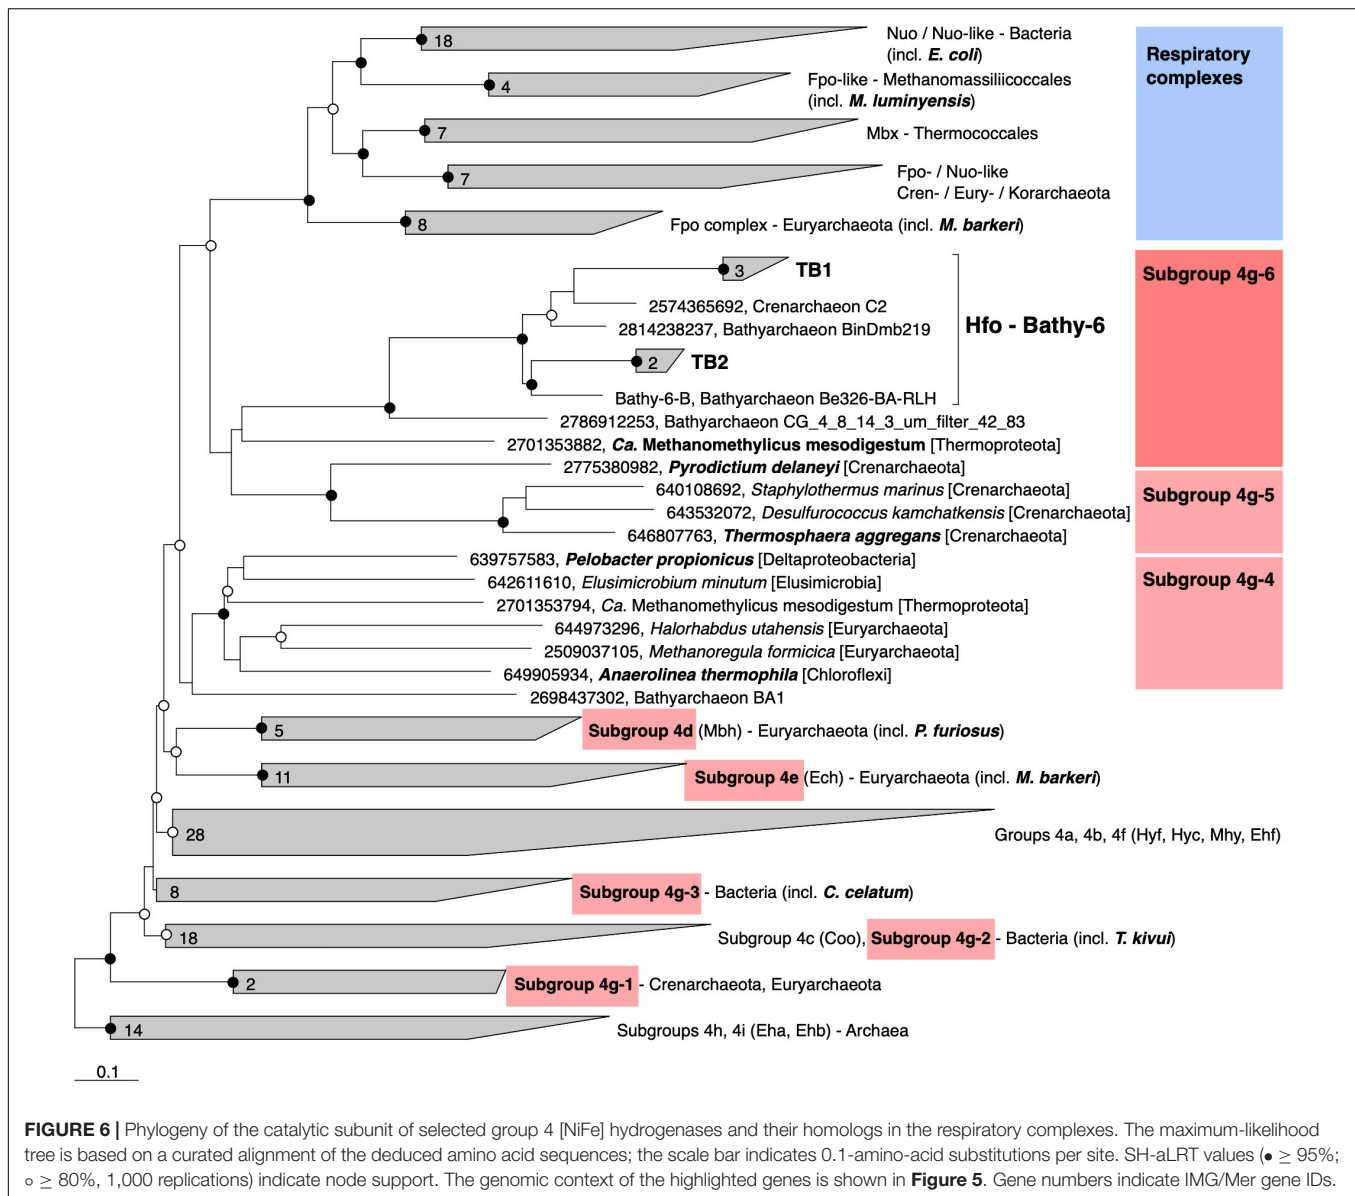 18
Nuo / Nuo-like - Bacteria
(incl. E. coli)
Respiratory
complexes
4
Fpo-like - Methanomassiliicoccales
(incl. M. luminyensis)
7
Mbx - Thermococcales
7
Fpo- / Nuo-like
Cren- / Eury- / Korarchaeota
8
Fpo complex - Euryarchaeota (incl. M. barkeri)
3
TB1
Subgroup 4g-6
2574365692, Crenarchaeon C2
2814238237, Bathyarchaeon BinDmb219
Hfo - Bathy-6
2
TB2
Bathy-6-B, Bathyarchaeon Be326-BA-RLH
2786912253, Bathyarchaeon CG_4_8_14_3_um_filter_42_83
2701353882, Ca. Methanomethylicus mesodigestum [Thermoproteota]
2775380982, Pyrodictium delaneyi [Crenarchaeota]
640108692, Staphylothermus marinus [Crenarchaeota]
Subgroup 4g-5
643532072, Desulfurococcus kamchatkensis [Crenarchaeota]
646807763, Thermosphaera aggregans [Crenarchaeota]
639757583, Pelobacter propionicus [Deltaproteobacteria]
Subgroup 4g-4
642611610, Elusimicrobium minutum [Elusimicrobia]
2701353794, Ca. Methanomethylicus mesodigestum [Thermoproteota]
644973296, Halorhabdus utahensis [Euryarchaeota]
2509037105, Methanoregula formicica [Euryarchaeota]
649905934, Anaerolinea thermophila [Chloroflexi]
2698437302, Bathyarchaeon BA1
5
Subgroup 4d (Mbh) - Euryarchaeota (incl. P. furiosus)
11
Subgroup 4e (Ech) - Euryarchaeota (incl. M. barkeri)
28
Groups 4a, 4b, 4f (Hyf, Hyc, Mhy, Ehf)
8
Subgroup 4g-3 - Bacteria (incl. C. celatum)
18
Subgroup 4c (Coo), Subgroup 4g-2 - Bacteria (incl. T. kivui)
2
Subgroup 4g-1 - Crenarchaeota, Euryarchaeota
14
Subgroups 4h, 4i (Eha, Ehb) - Archaea
0.1
FIGURE 6 | Phylogeny of the catalytic subunit of selected group 4 [NiFe] hydrogenases and their homologs in the respiratory complexes. The maximum-likelihood
tree is based on a curated alignment of the deduced amino acid sequences; the scale bar indicates 0.1-amino-acid substitutions per site. SH-aLRT values (● ≥ 95%;
○ ≥ 80%, 1,000 replications) indicate node support. The genomic context of the highlighted genes is shown in Figure 5. Gene numbers indicate IMG/Mer gene IDs.